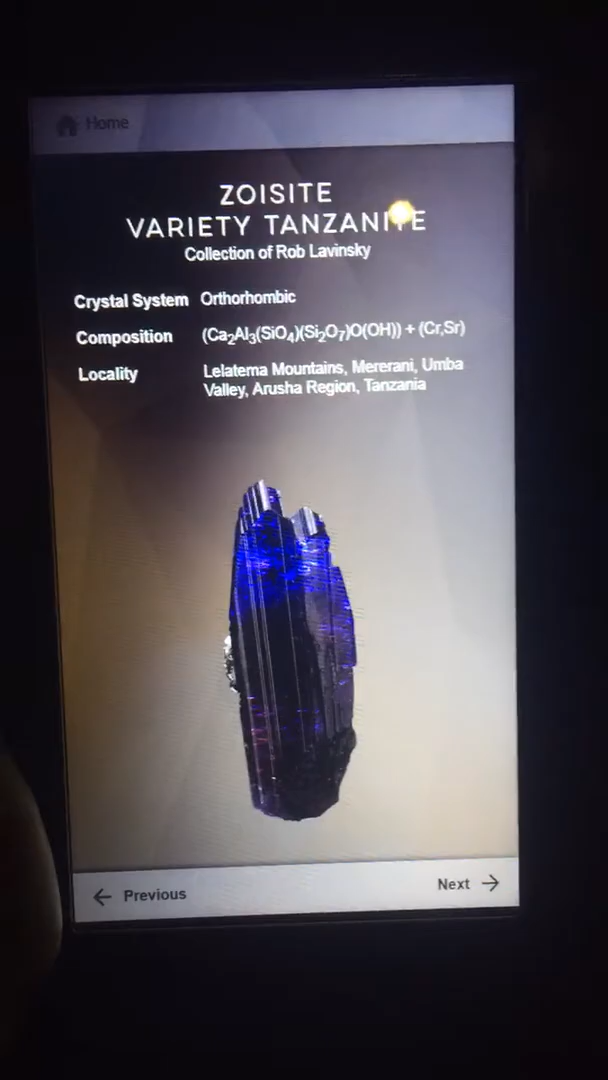 Home
ZOISITE
VARIETY TANZANITE
Collection of Rob Lavinsky
Crystal System Orthorhombic
Composition (Ca₂Al₃(SiO₄)(Si₂O₇)O(OH)) + (Cr,Sr)
Locality Lelatema Mountains, Mererani, Umba
Valley, Arusha Region, Tanzania
← Previous
Next →